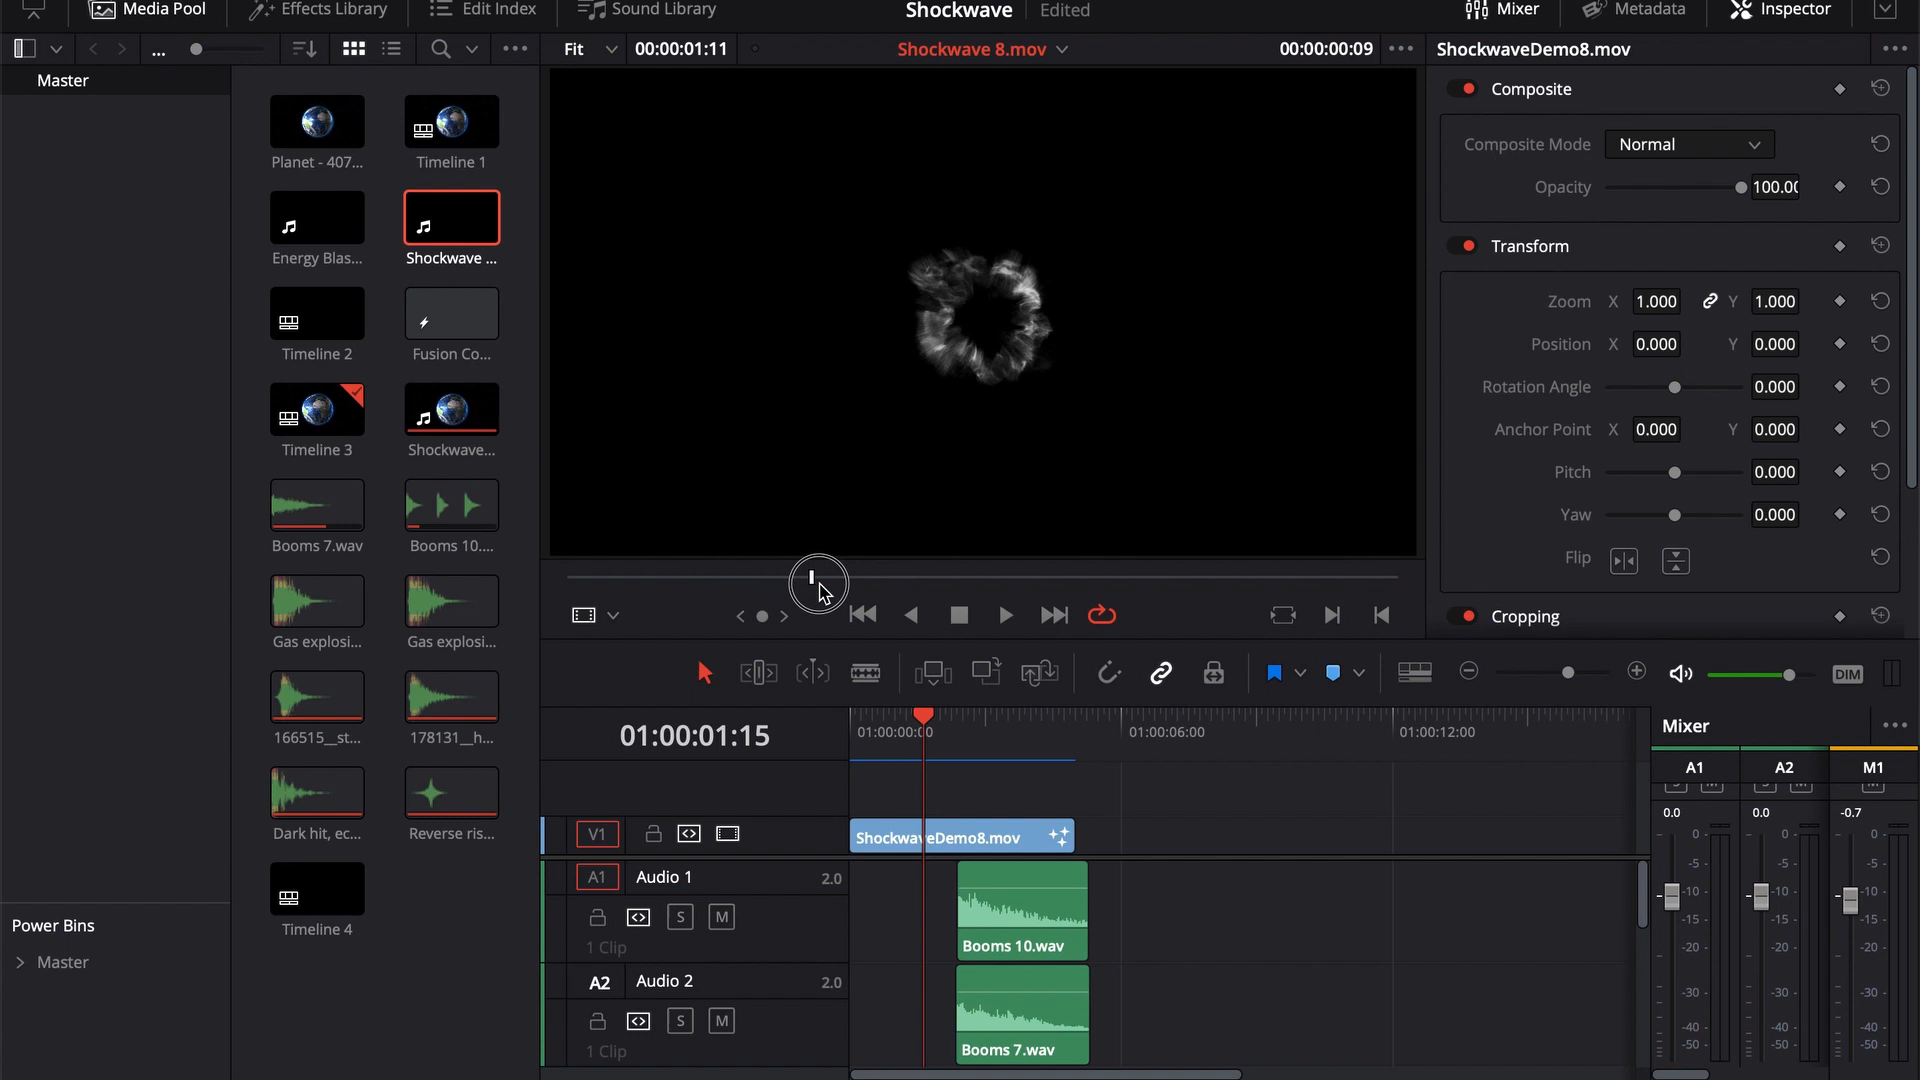 Media Pool
Effects Library
Edit Index
Sound Library
Shockwave
Edited
Mixer
Metadata
Inspector
...
Fit
00:00:01:11
Shockwave 8.mov
00:00:00:09
ShockwaveDemo8.mov
Master
Planet - 407...
Timeline 1
Energy Blas...
Shockwave ...
Timeline 2
Fusion Co...
Timeline 3
Shockwave...
Booms 7.wav
Booms 10....
Gas explosi...
Gas explosi...
166515__st...
178131__h...
Dark hit, ec...
Reverse ris...
Timeline 4
Power Bins
Master
Composite
Composite Mode
Normal
Opacity
100.00
Transform
Zoom X 1.000 Y 1.000
Position X 0.000 Y 0.000
Rotation Angle 0.000
Anchor Point X 0.000 Y 0.000
Pitch 0.000
Yaw 0.000
Flip
Cropping
DIM
01:00:01:15
01:00:00:00
01:00:06:00
01:00:12:00
V1
ShockwaveDemo8.mov
A1 Audio 1 2.0
S M
1 Clip
Booms 10.wav
A2 Audio 2 2.0
S M
1 Clip
Booms 7.wav
Mixer
A1 A2 M1
0.0 0.0 -0.7
0 0 0
-5 -5 -5
-10 -10 -10
-15 -15 -15
-20 -20 -20
-30 -30 -30
-40 -40 -40
-50 -50 -50